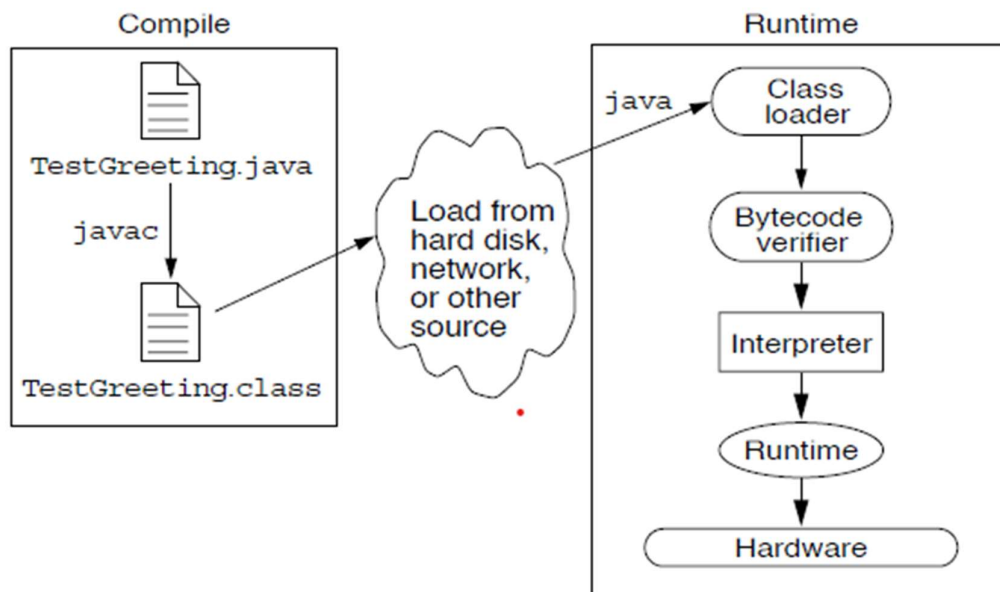 Compile
TestGreeting.java
javac
TestGreeting.class
Load from
hard disk,
network,
or other
source
Runtime
java
Class
loader
Bytecode
verifier
Interpreter
Runtime
Hardware